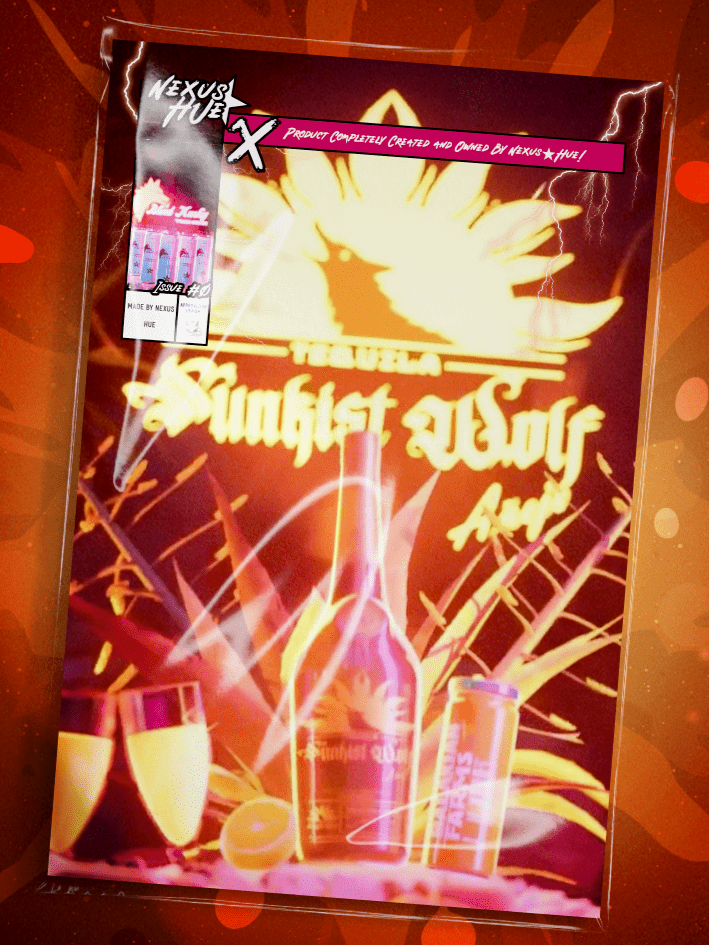 NEXUS
HUE
X
PRODUCT COMPLETELY CREATED AND OWNED BY NEXUS★HUE!
ISSUE #0
MADE BY NEXUS
HUE
TEQUILA
Sunkist Wolf
Sunkist Wolf
FARMS